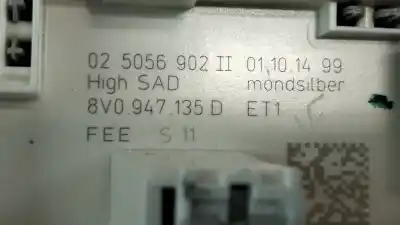 02 5056 902 II 01.10.14 99
High SAD mondsilber
8V0.947.135 D ET1
FEE S 11